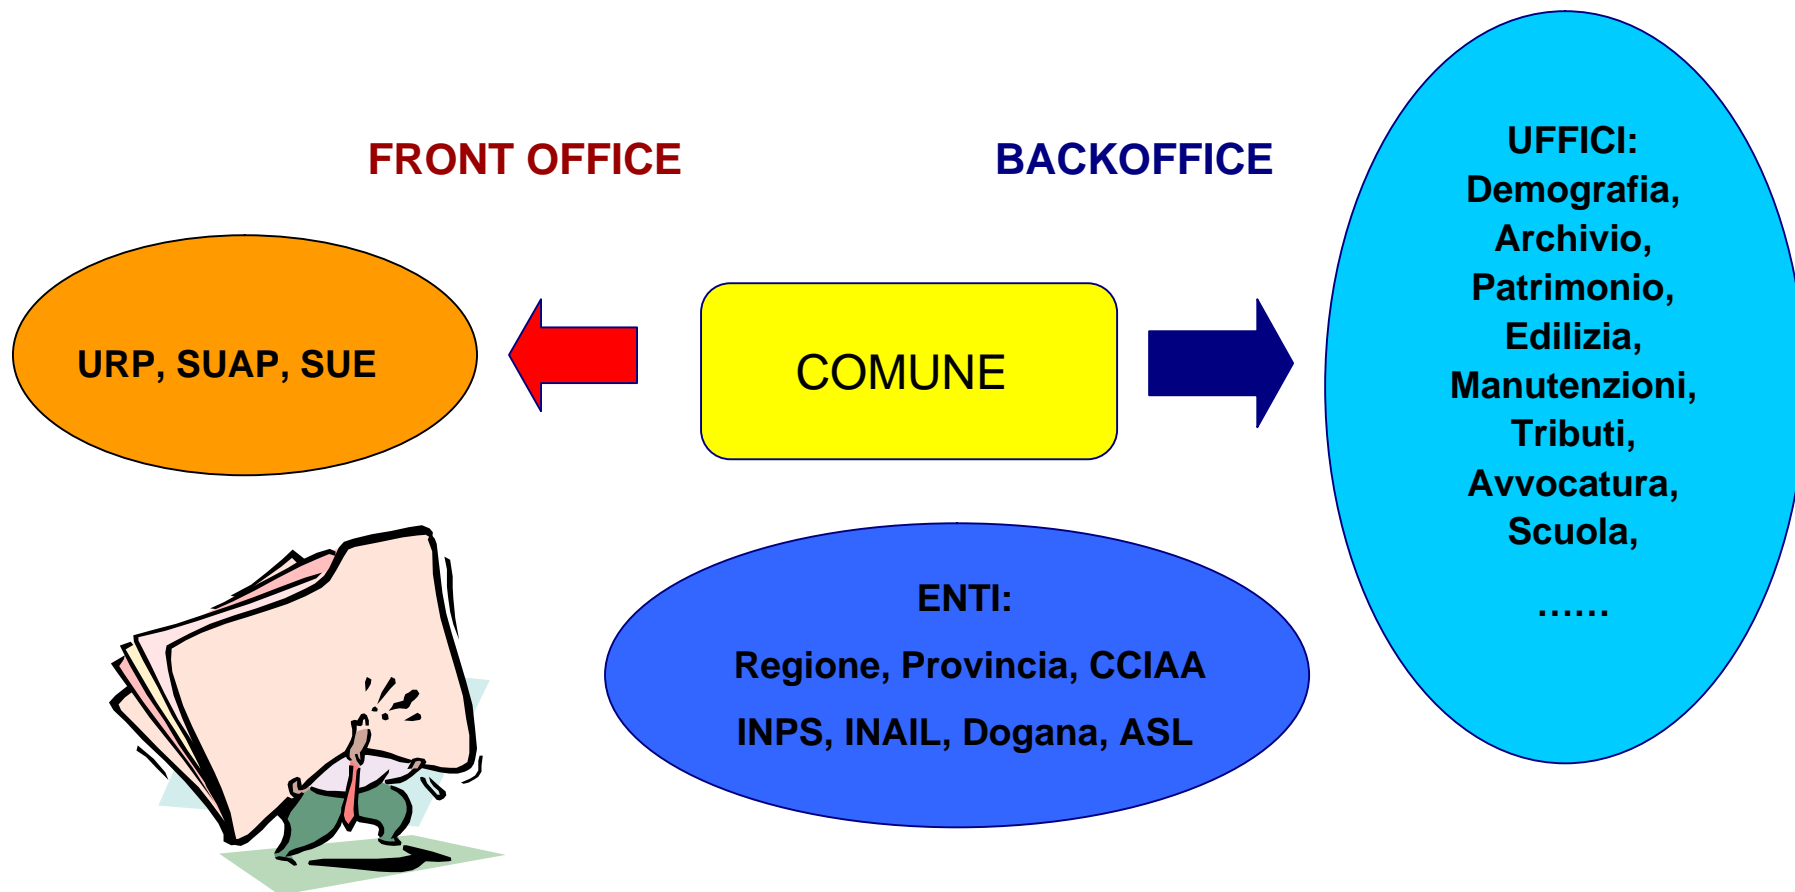 FRONT OFFICE
BACKOFFICE
URP, SUAP, SUE
COMUNE
UFFICI:
Demografia,
Archivio,
Patrimonio,
Edilizia,
Manutenzioni,
Tributi,
Avvocatura,
Scuola,
……
ENTI:
Regione, Provincia, CCIAA
INPS, INAIL, Dogana, ASL